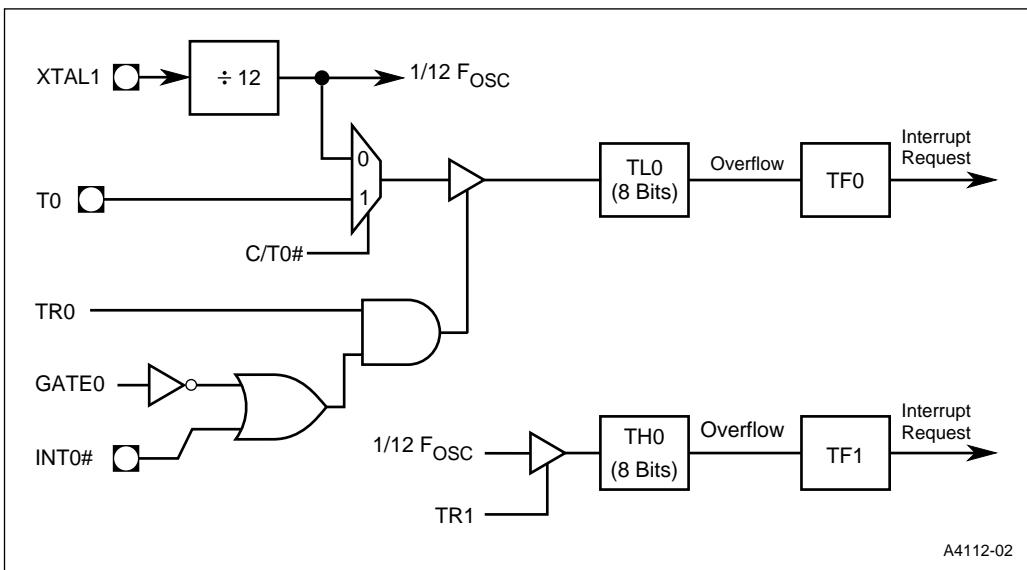 XTAL1
÷ 12
1/12 FOSC
0
1
T0
C/T0#
TL0
(8 Bits)
Overflow
TF0
Interrupt
Request
TR0
GATE0
INT0#
1/12 FOSC
TR1
TH0
(8 Bits)
Overflow
TF1
Interrupt
Request
A4112-02